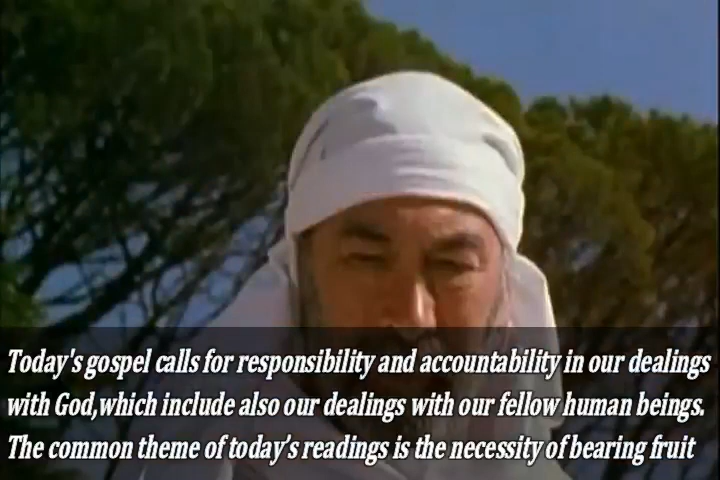 Today's gospel calls for responsibility and accountability in our dealings
with God,which include also our dealings with our fellow human beings.
The common theme of today's readings is the necessity of bearing fruit